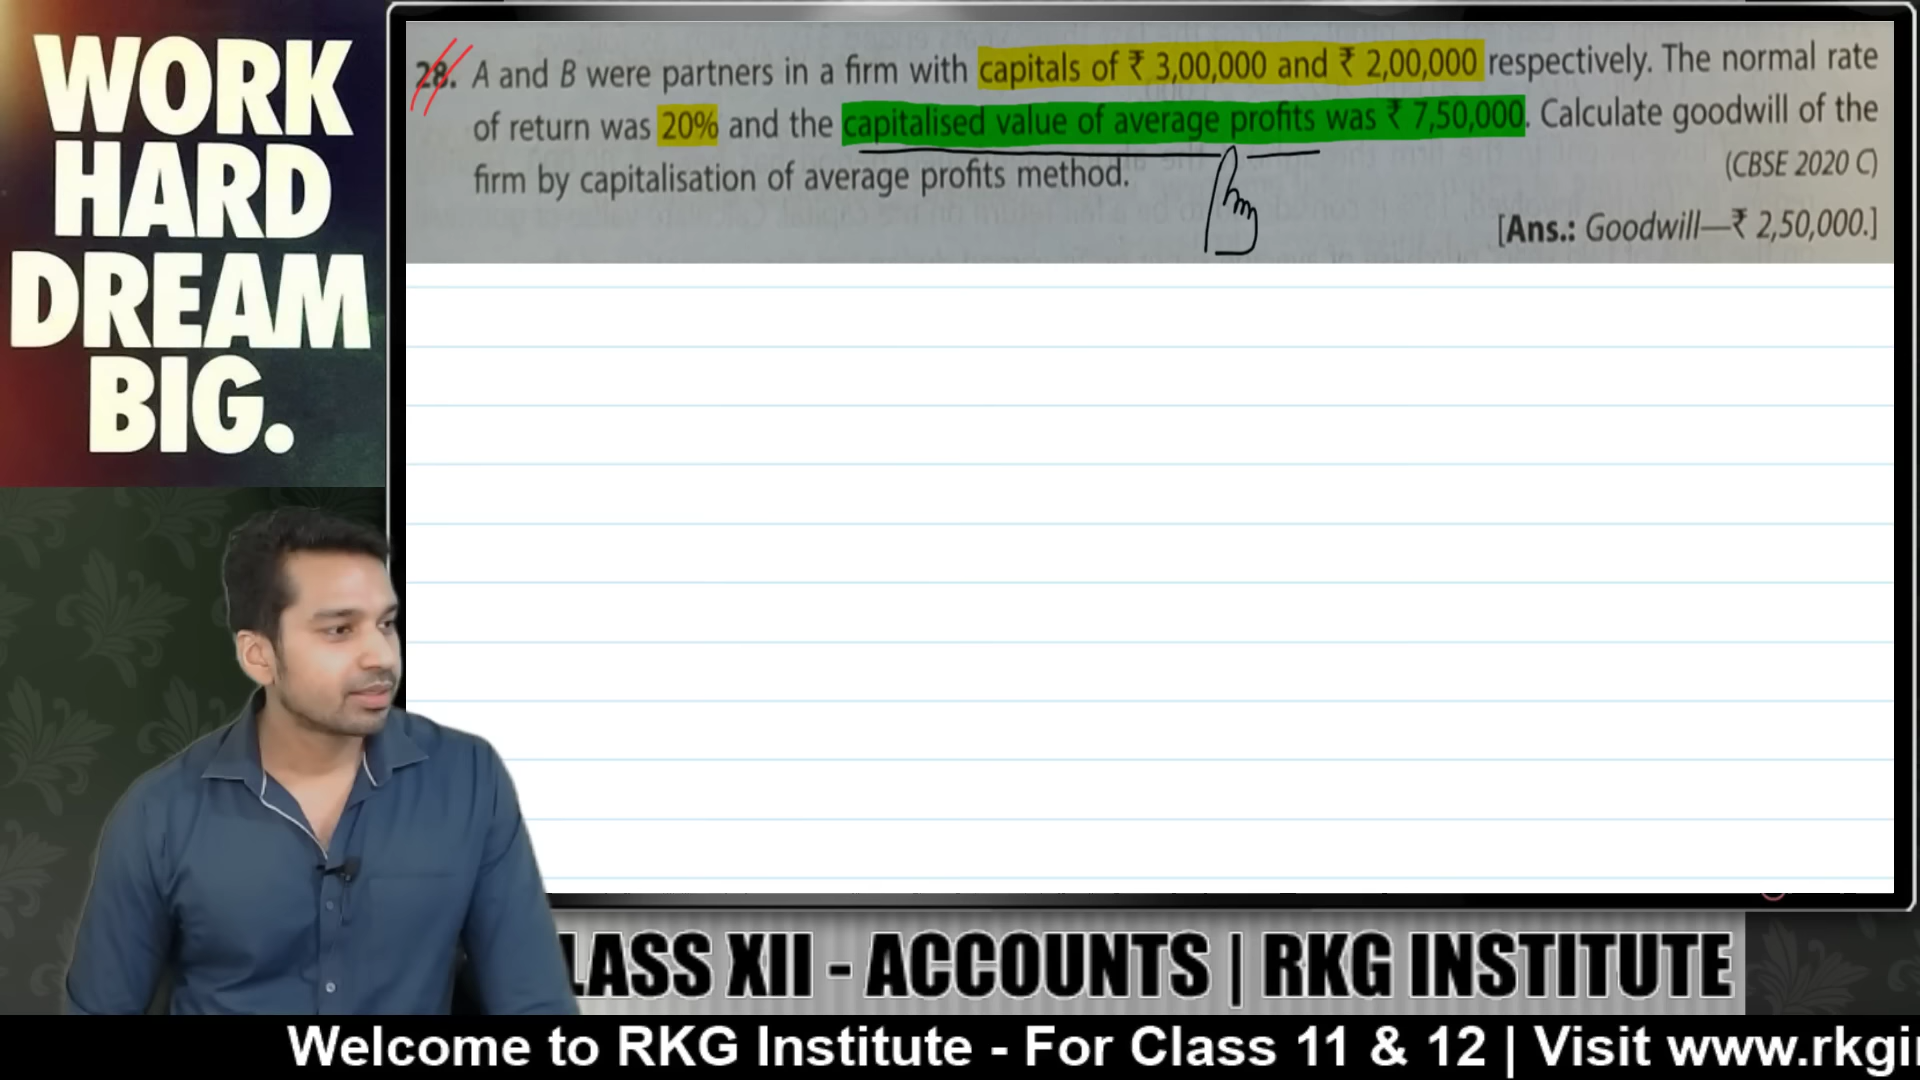 WORK
HARD
DREAM
BIG.
28. A and B were partners in a firm with capitals of ₹ 3,00,000 and ₹ 2,00,000 respectively. The normal rate
of return was 20% and the capitalised value of average profits was ₹ 7,50,000. Calculate goodwill of the
firm by capitalisation of average profits method. (CBSE 2020 C)
[Ans.: Goodwill—₹ 2,50,000.]
LASS XII - ACCOUNTS | RKG INSTITUTE
Welcome to RKG Institute - For Class 11 & 12 | Visit www.rkgi